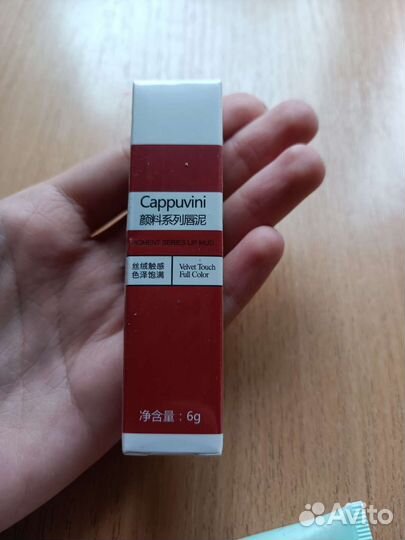 Cappuvini
颜料系列唇泥
PIGMENT SERIES LIP MUD
丝绒触感
色泽饱满
Velvet Touch
Full Color
净含量：6g
Avito